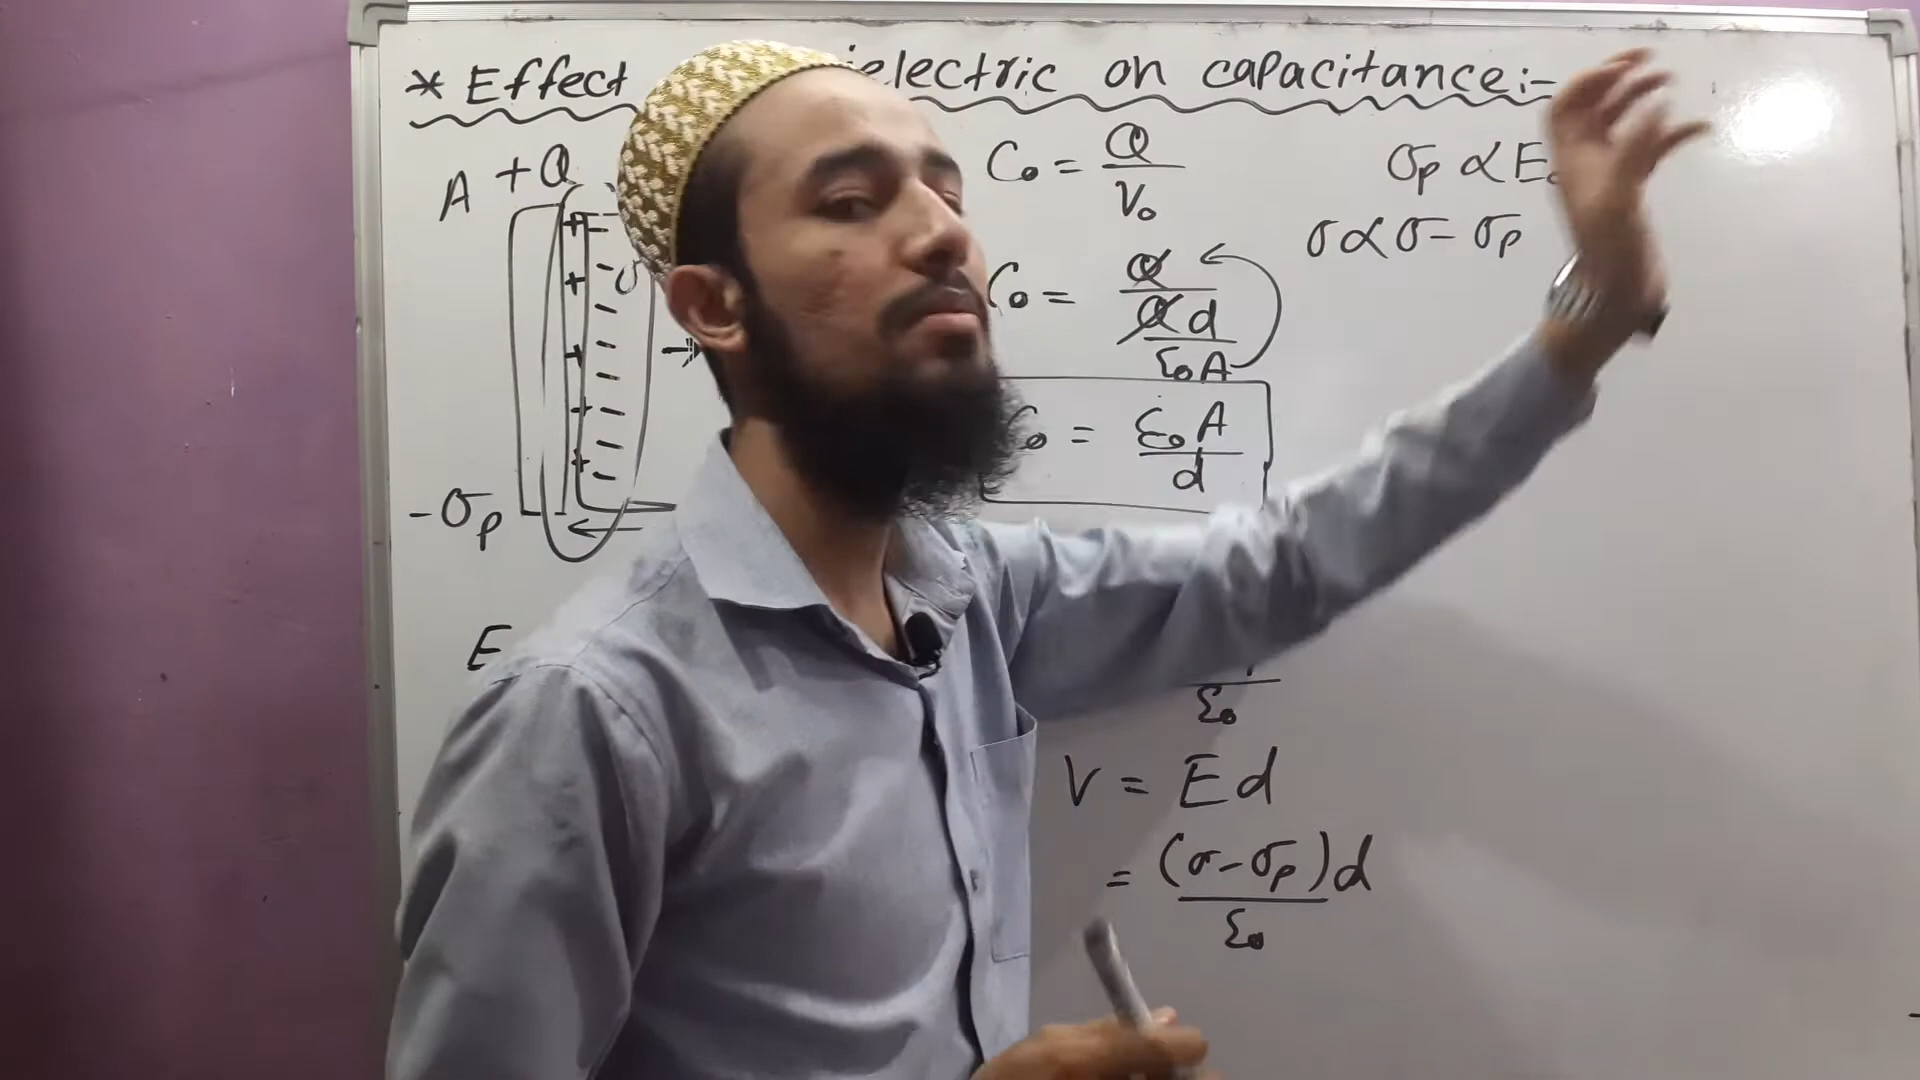 * Effect ielectric on capacitance:-
A +Q
C₀ = Q / V₀
σp ∝ E₀
σ ∝ σ - σp
C₀ = Q / (Qd / ε₀A)
C₀ = ε₀A / d
-σp
E
ε₀
V = Ed
= (σ - σp)d / ε₀